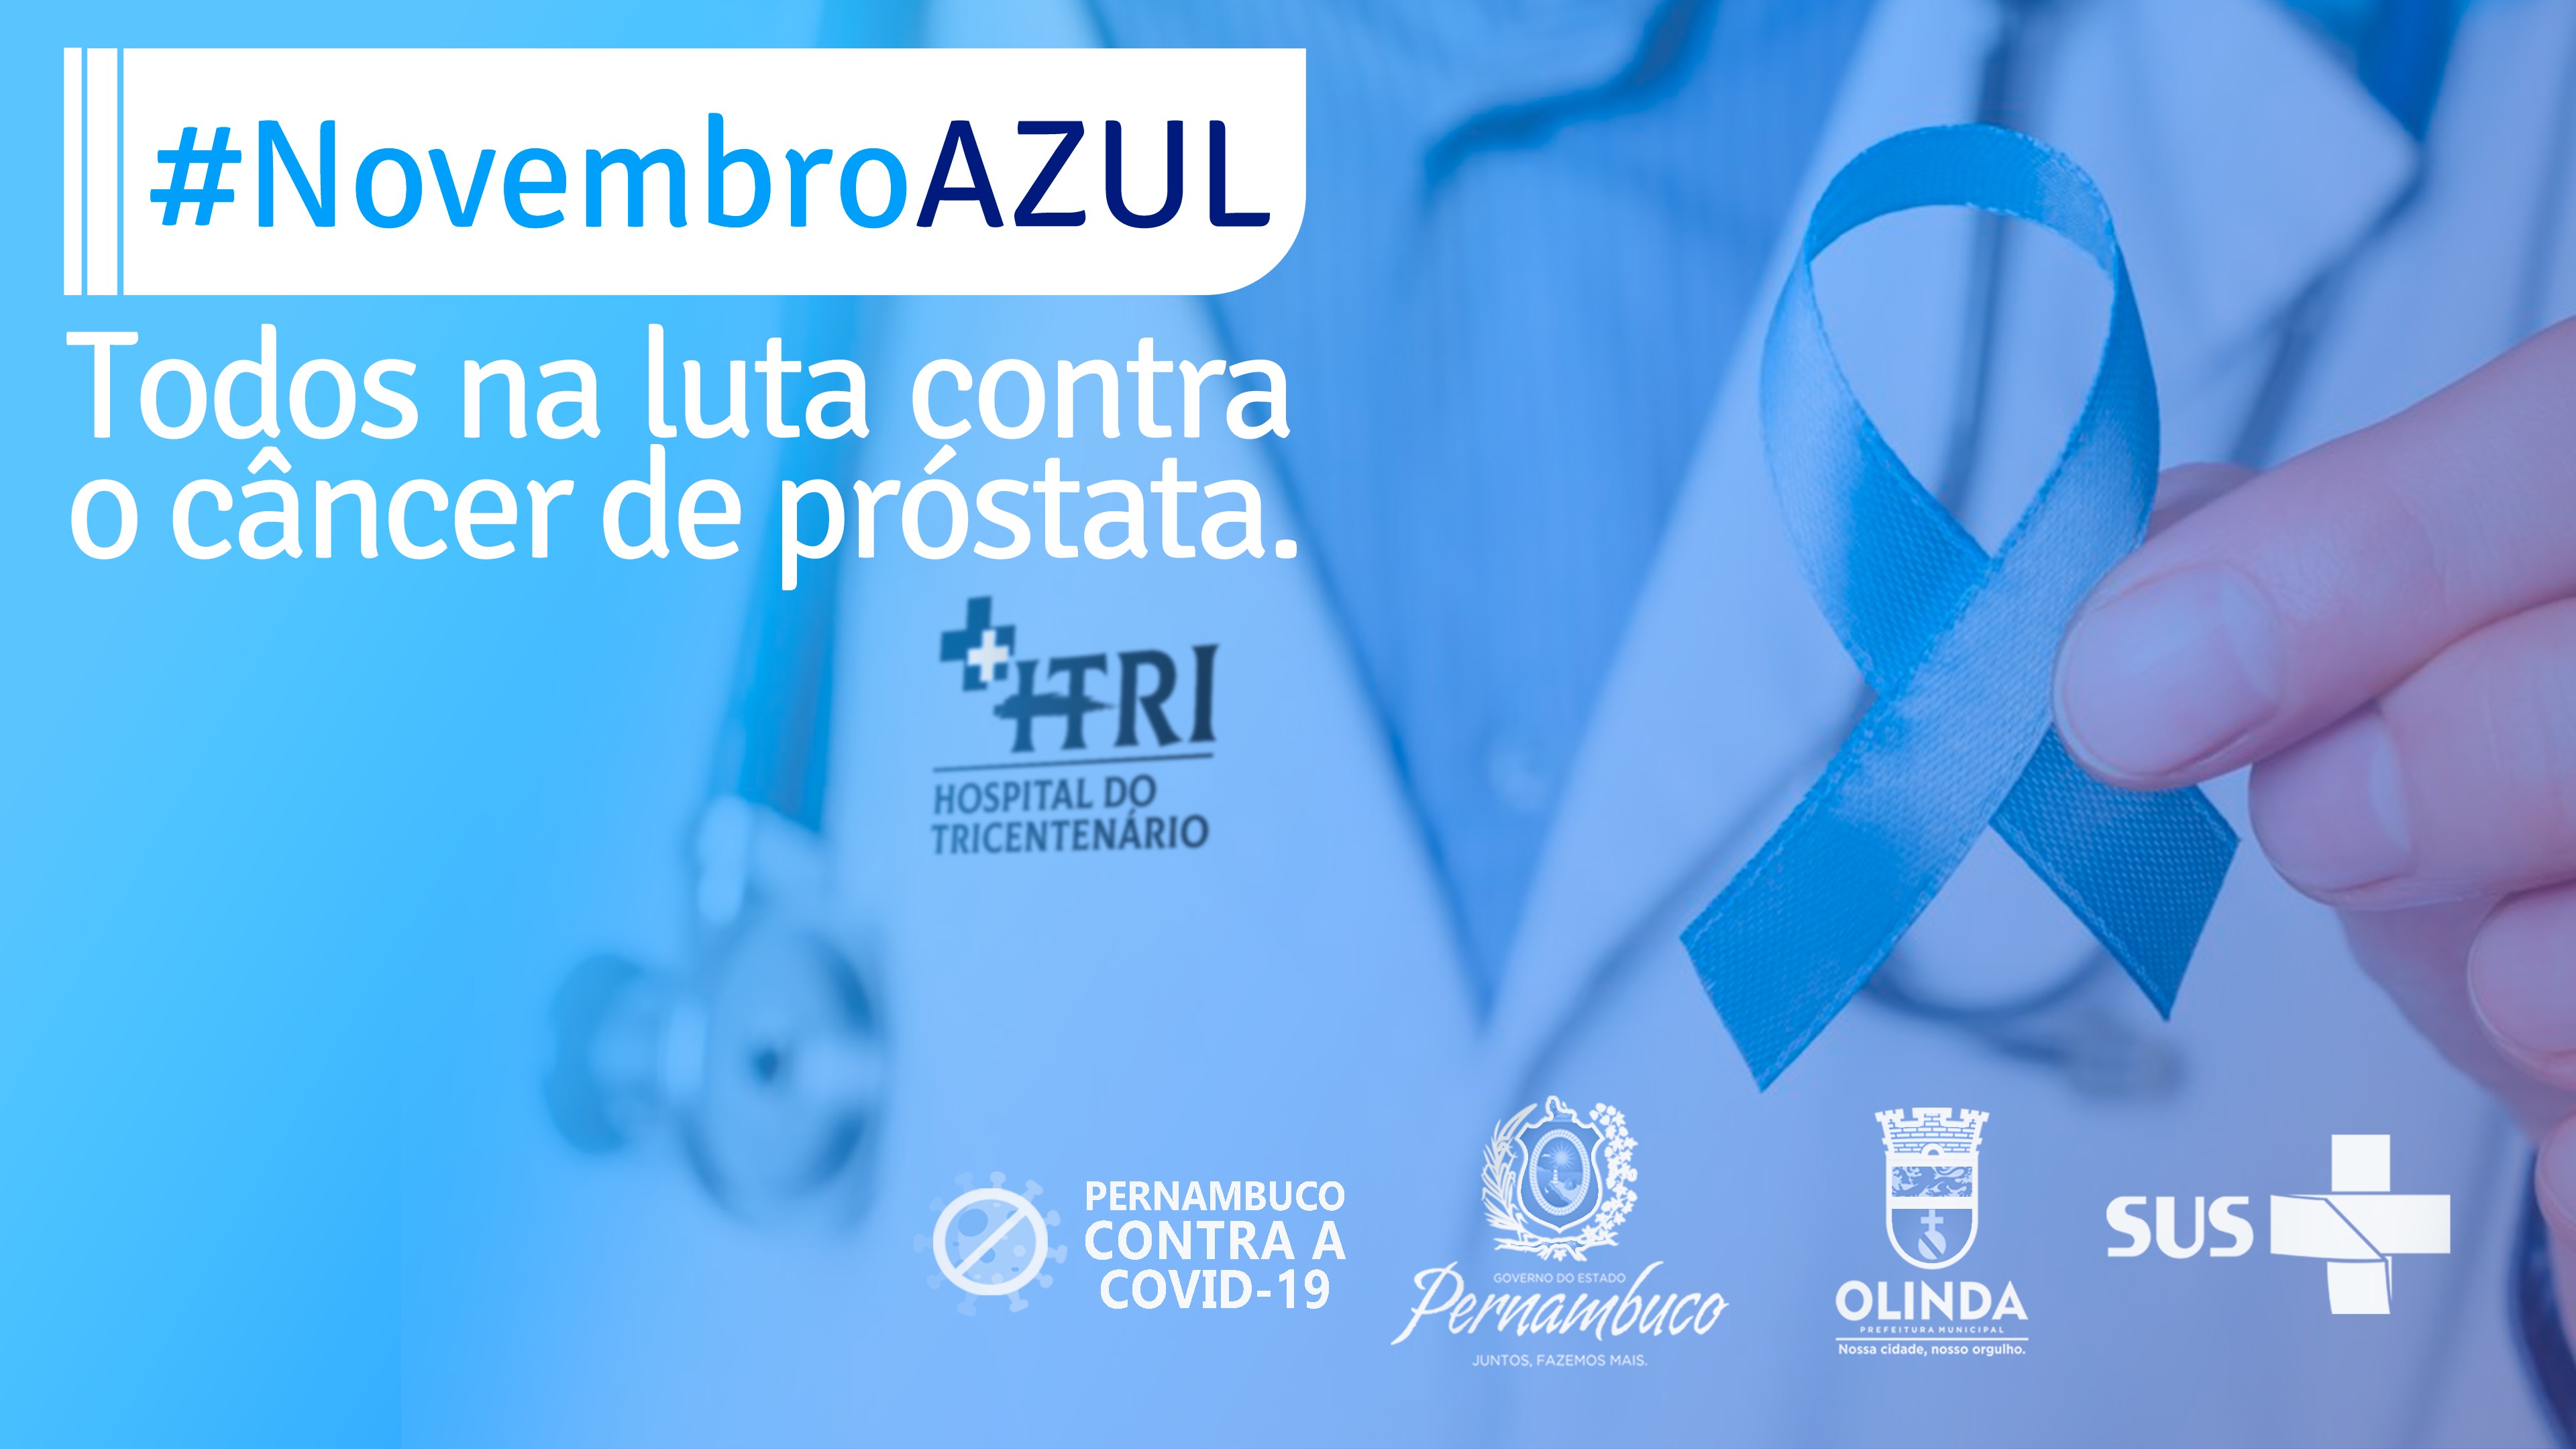 #NovembroAZUL
Todos na luta contra
o câncer de próstata.
HTRI
HOSPITAL DO
TRICENTENÁRIO
PERNAMBUCO
CONTRA A
COVID-19
GOVERNO DO ESTADO
Pernambuco
JUNTOS, FAZEMOS MAIS.
OLINDA
PREFEITURA MUNICIPAL
Nossa cidade, nosso orgulho.
SUS